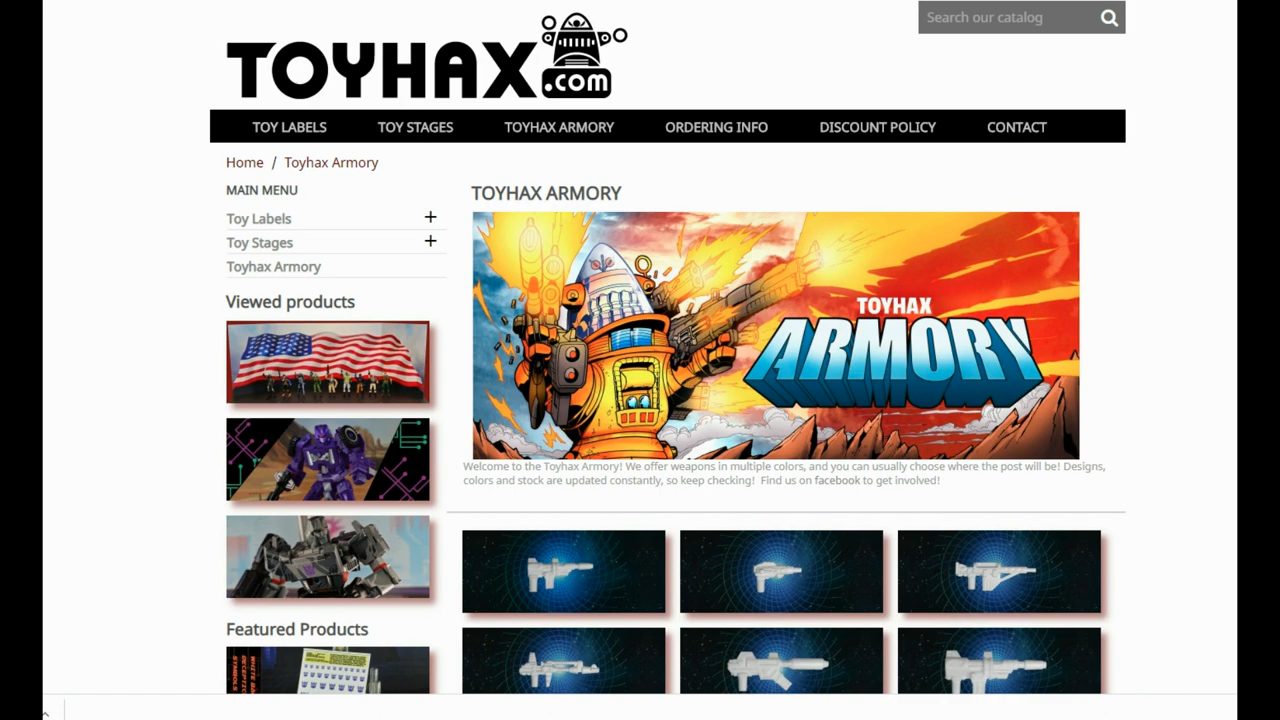 Search our catalog
TOYHAX
.com
TOY LABELS TOY STAGES TOYHAX ARMORY ORDERING INFO DISCOUNT POLICY CONTACT
Home / Toyhax Armory
MAIN MENU
Toy Labels +
Toy Stages +
Toyhax Armory
Viewed products
Featured Products
TOYHAX ARMORY
TOYHAX
ARMORY
Welcome to the Toyhax Armory! We offer weapons in multiple colors, and you can usually choose where the post will be! Designs,
colors and stock are updated constantly, so keep checking! Find us on facebook to get involved!